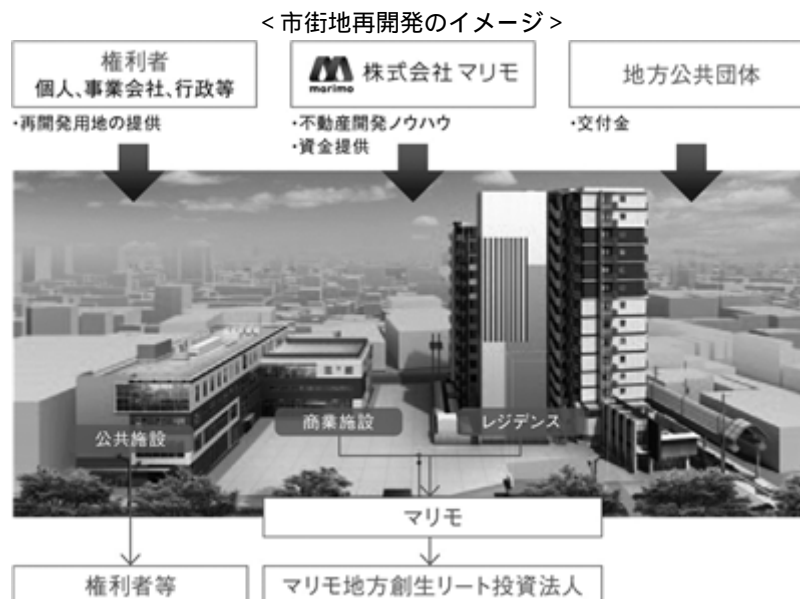 ＜市街地再開発のイメージ＞
権利者
個人、事業会社、行政等
marimo
株式会社マリモ
地方公共団体
・再開発用地の提供
・不動産開発ノウハウ
・資金提供
・交付金
公共施設
商業施設
レジデンス
マリモ
権利者等
マリモ地方創生リート投資法人